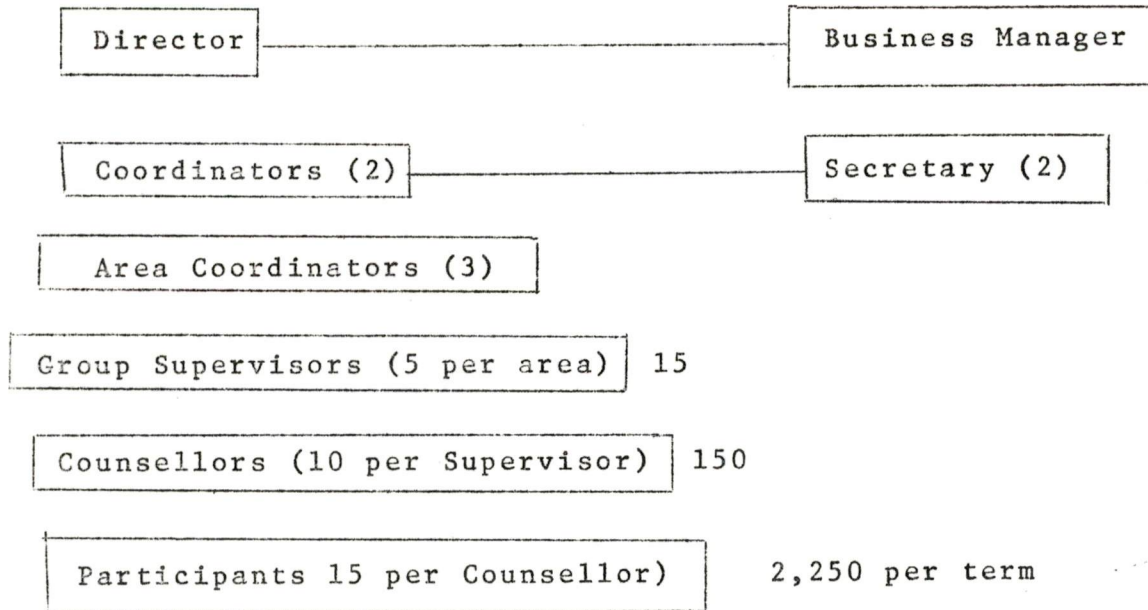 Director Business Manager
Coordinators (2) Secretary (2)
Area Coordinators (3)
Group Supervisors (5 per area) 15
Counsellors (10 per Supervisor) 150
Participants 15 per Counsellor) 2,250 per term